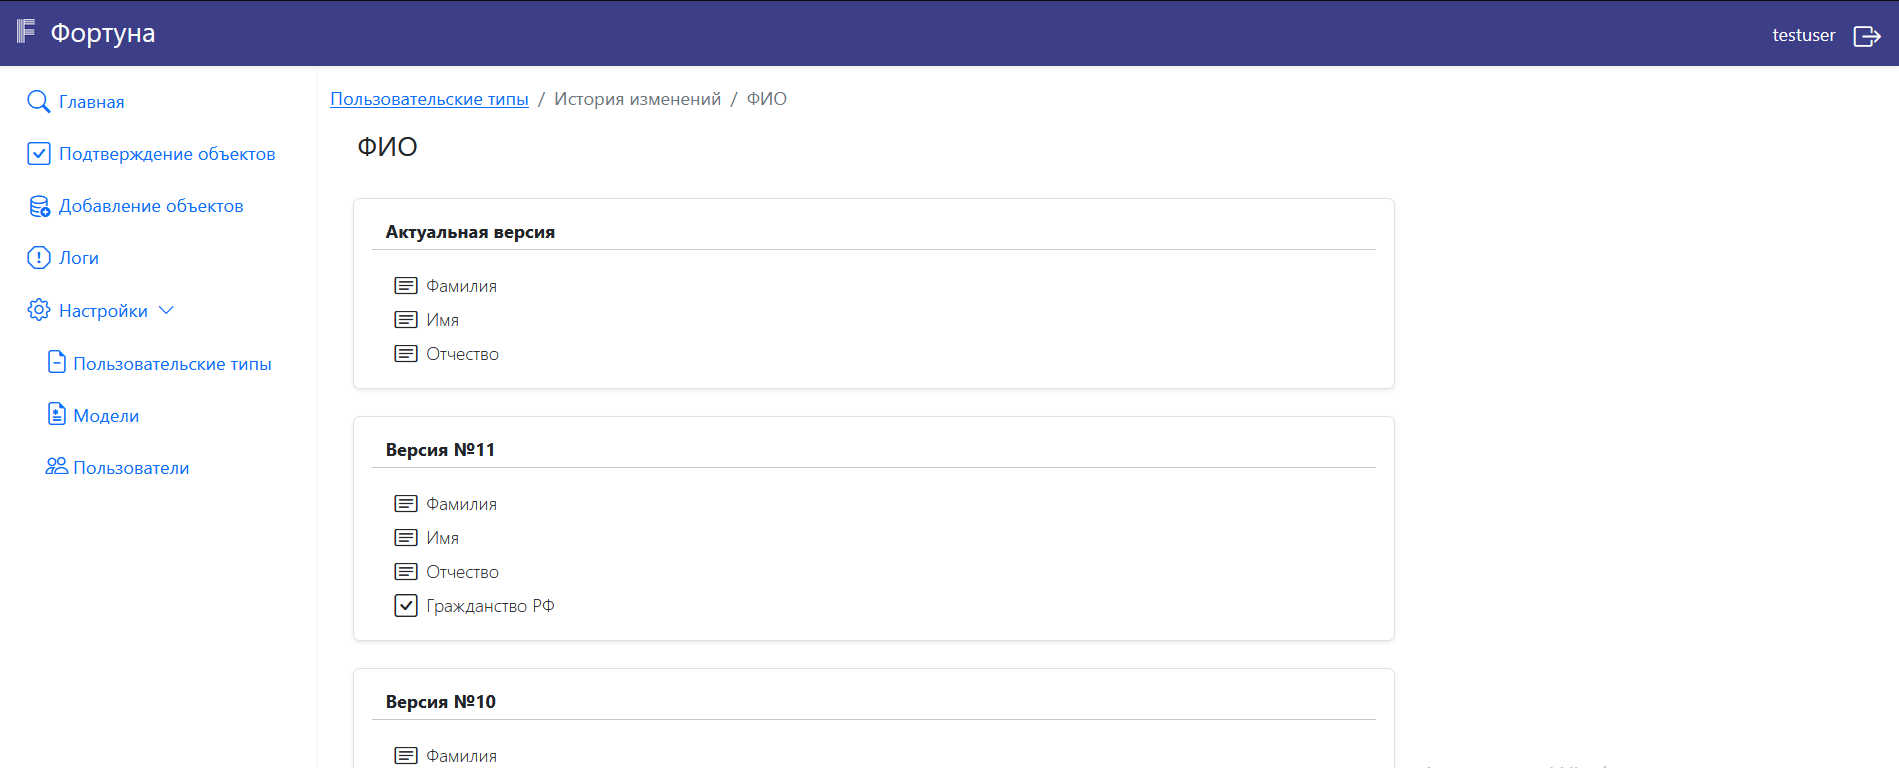 Фортуна
testuser
Главная
Подтверждение объектов
Добавление объектов
Логи
Настройки
Пользовательские типы
Модели
Пользователи
Пользовательские типы / История изменений / ФИО
ФИО
Актуальная версия
Фамилия
Имя
Отчество
Версия №11
Фамилия
Имя
Отчество
Гражданство РФ
Версия №10
Фамилия